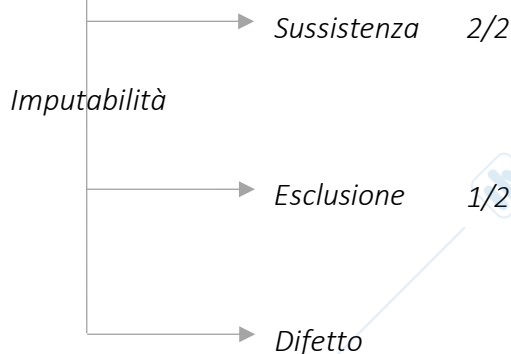 Sussistenza 2/2
Imputabilità
Esclusione 1/2
Difetto